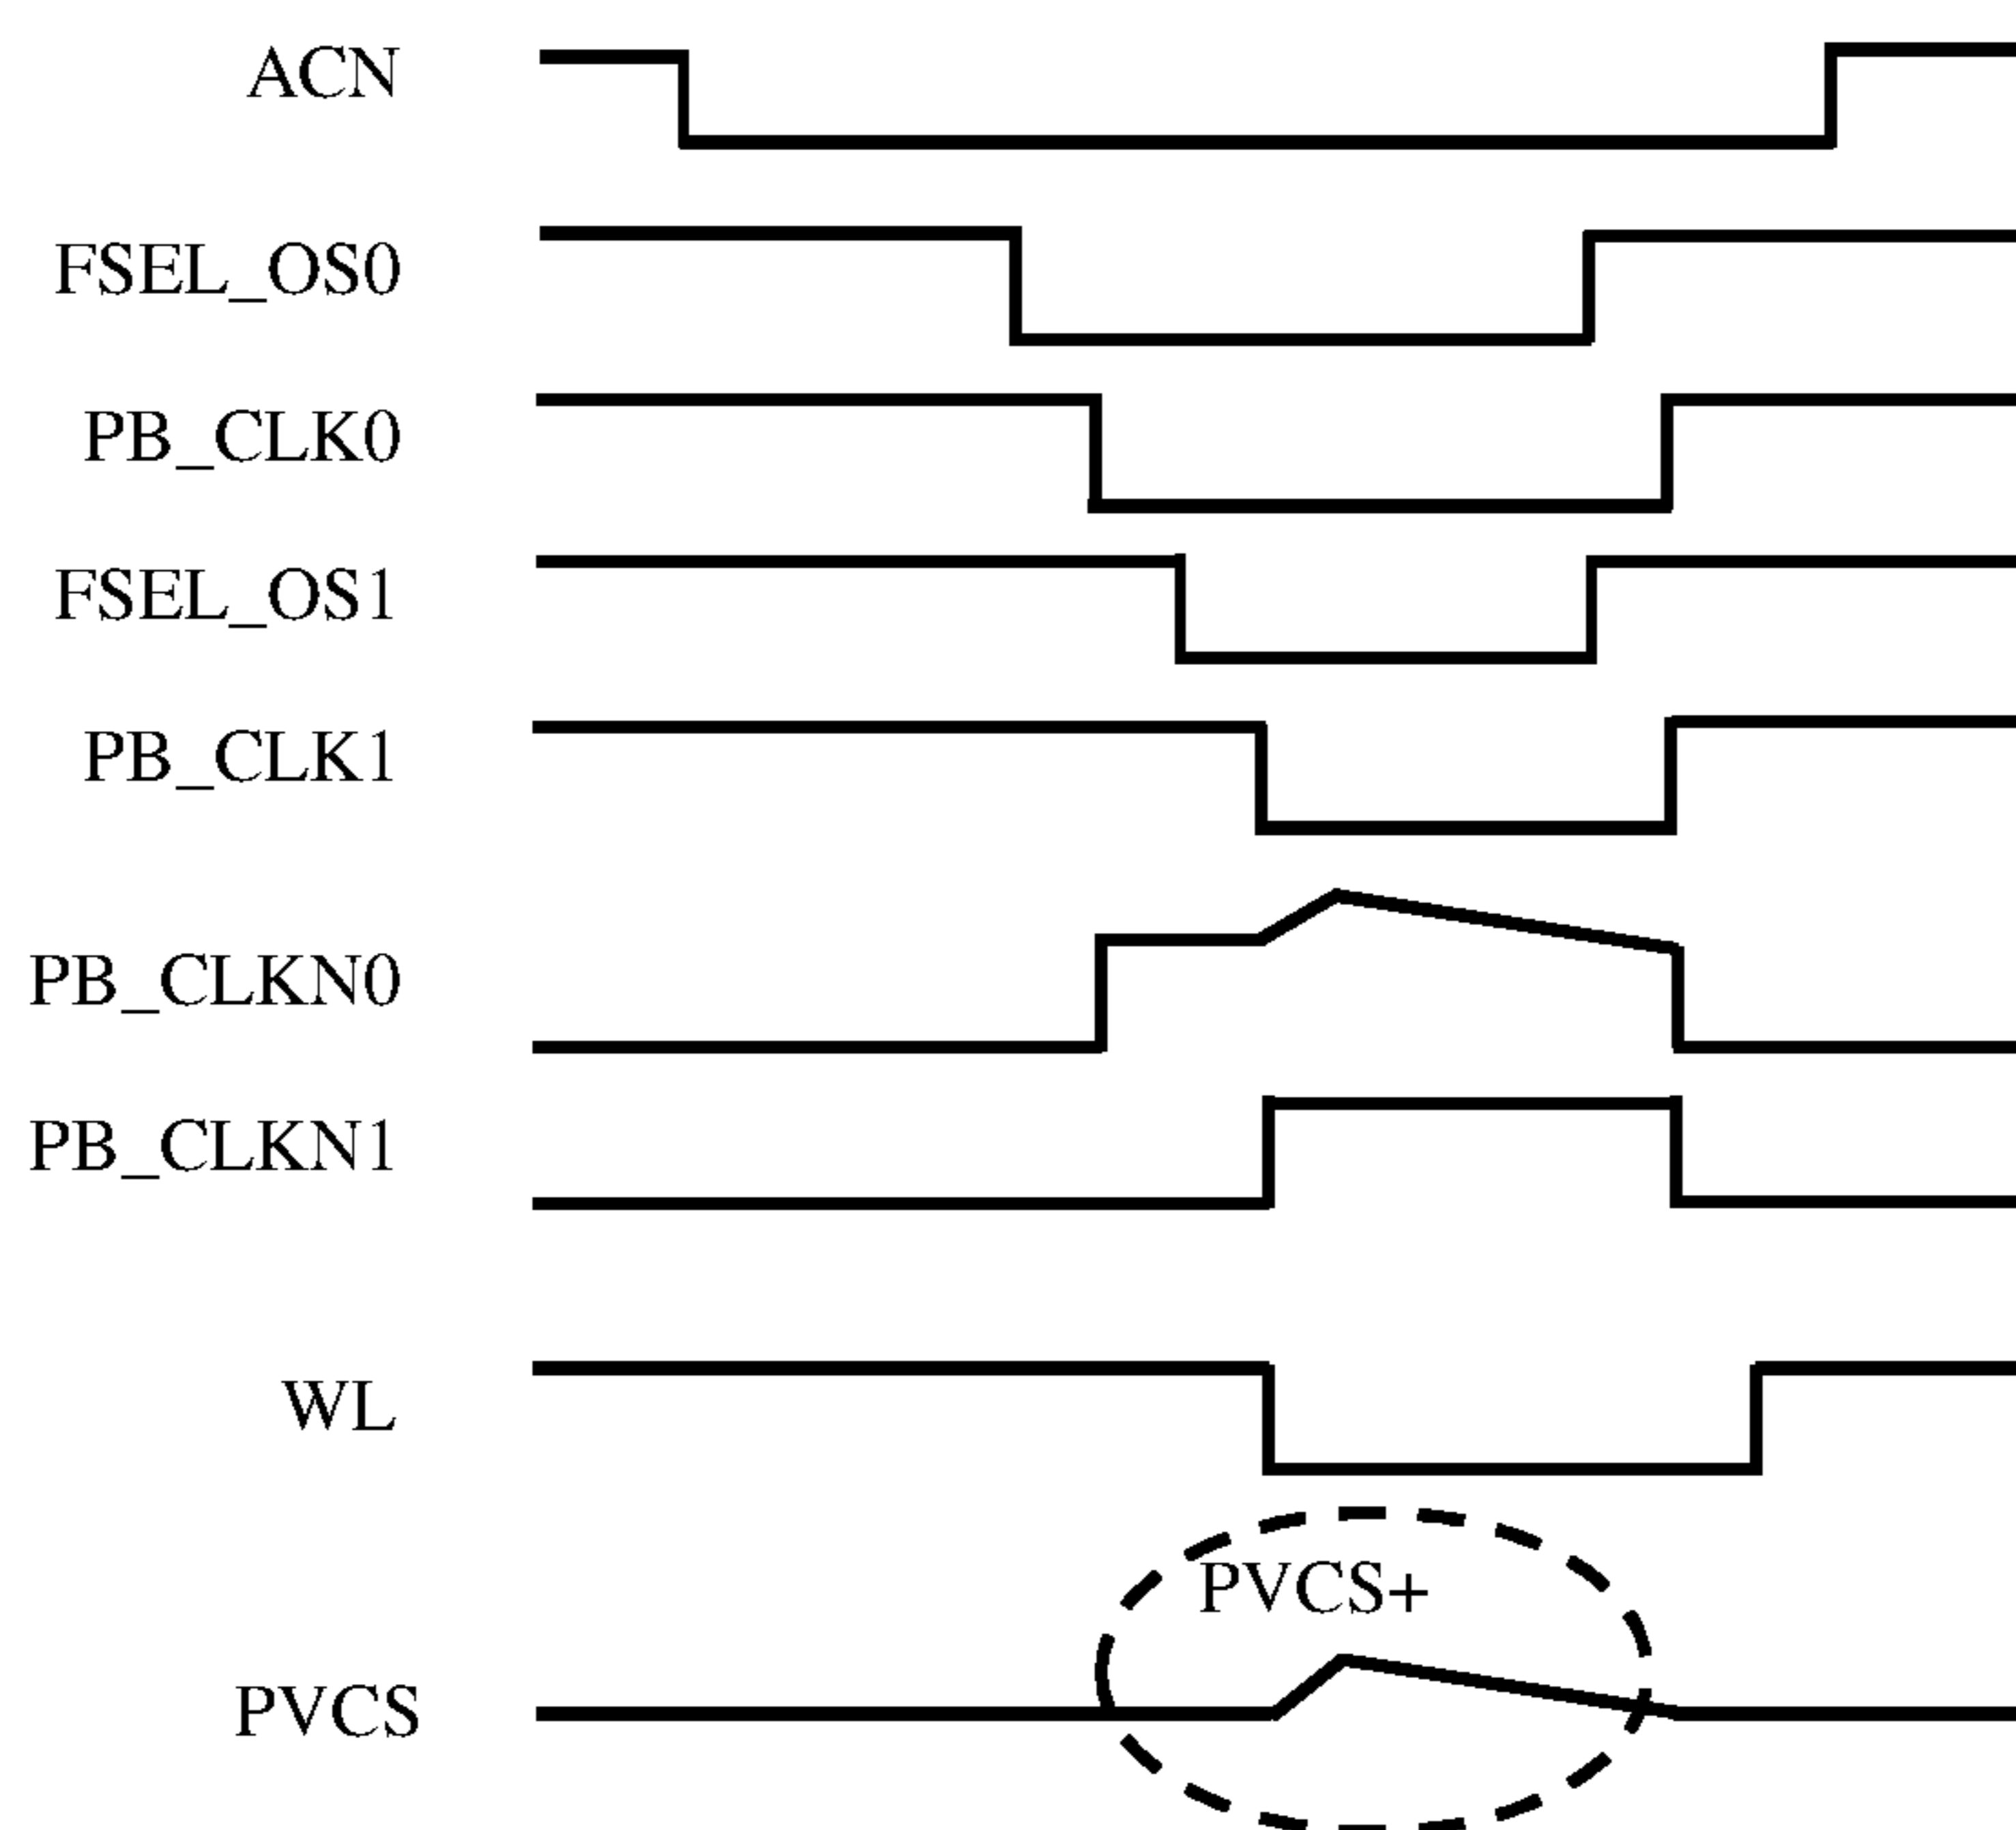 ACN
FSEL_OS0
PB_CLK0
FSEL_OS1
PB_CLK1
PB_CLKN0
PB_CLKN1
WL
PVCS+
PVCS